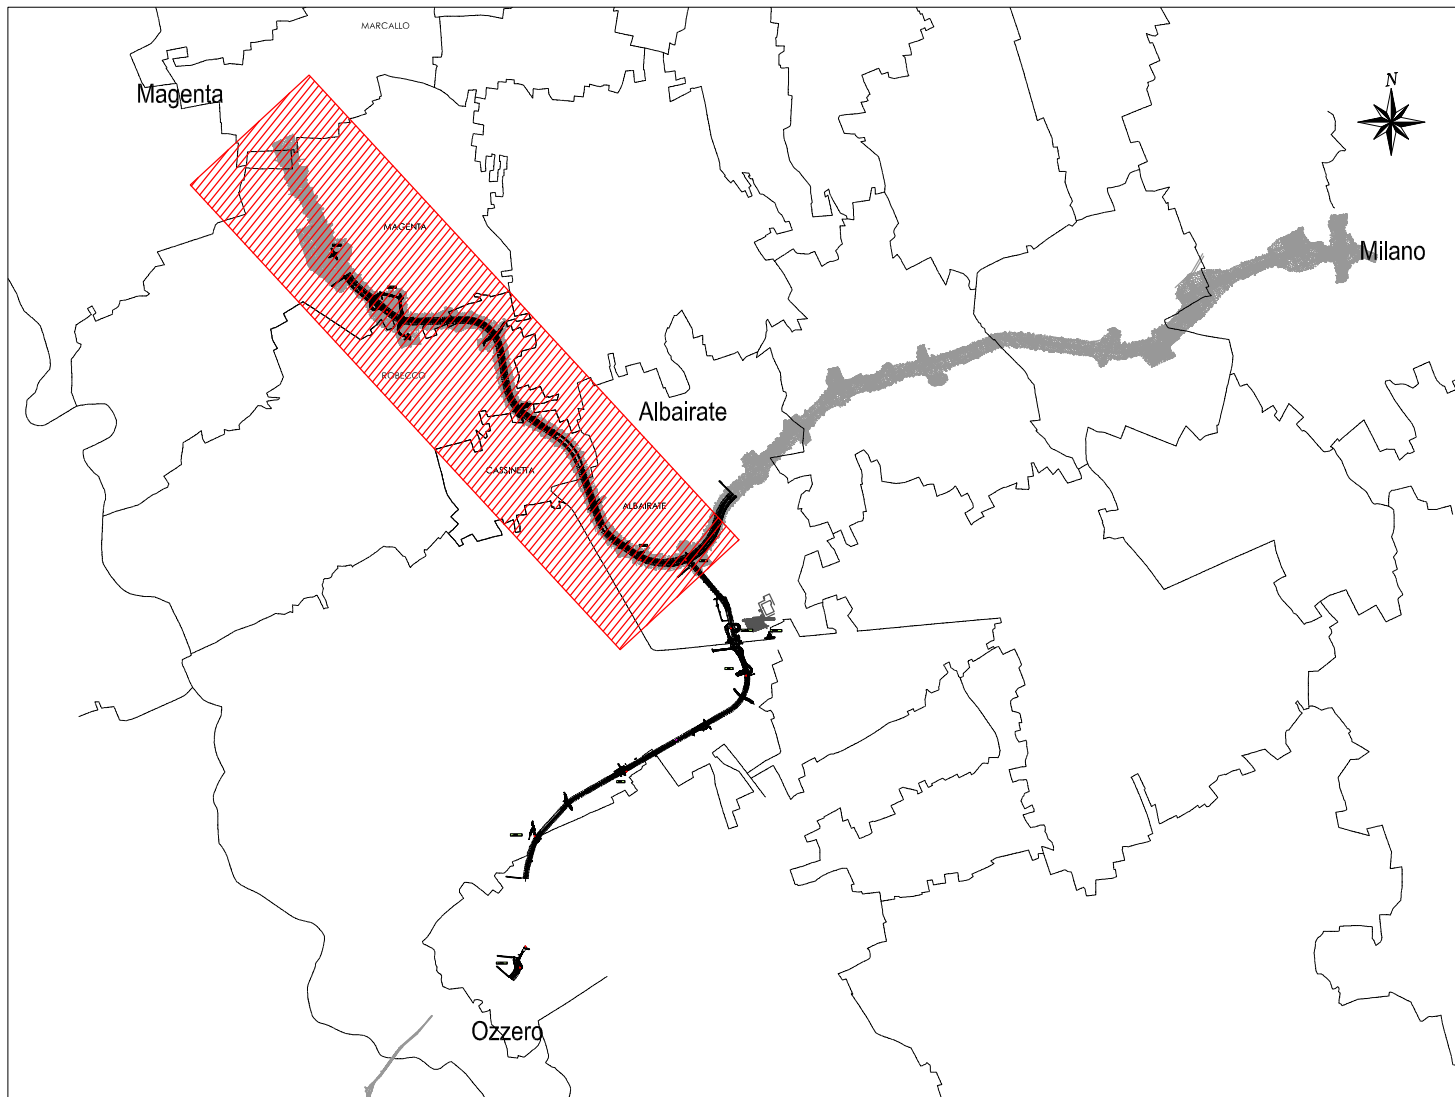 MARCALLO
Magenta
N
MAGENTA
Milano
ROBECCO
Albairate
CASSINETTA
ALBAIRATE
Ozzero